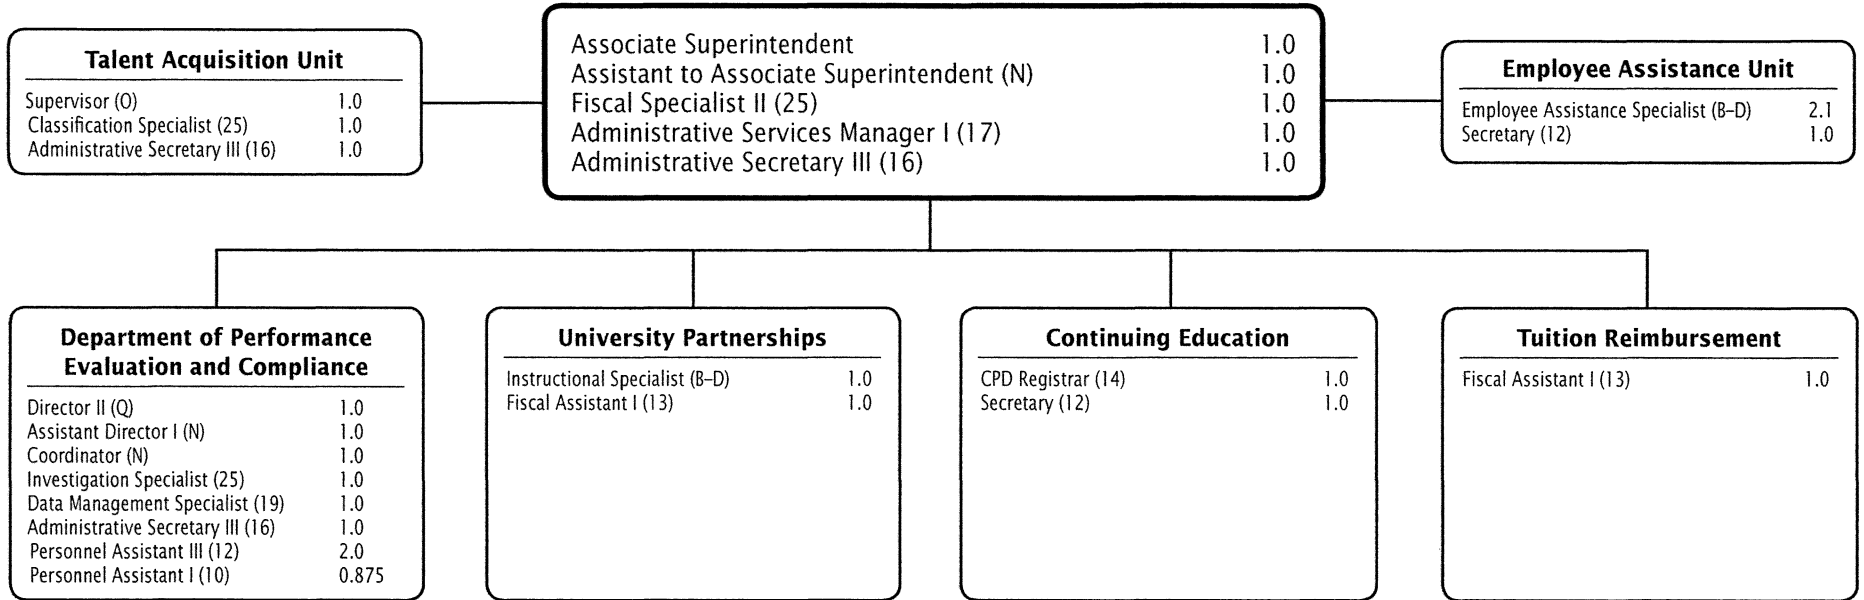 Talent Acquisition Unit
Supervisor (O) 1.0
Classification Specialist (25) 1.0
Administrative Secretary III (16) 1.0
Associate Superintendent 1.0
Assistant to Associate Superintendent (N) 1.0
Fiscal Specialist II (25) 1.0
Administrative Services Manager I (17) 1.0
Administrative Secretary III (16) 1.0
Employee Assistance Unit
Employee Assistance Specialist (B–D) 2.1
Secretary (12) 1.0
Department of Performance
Evaluation and Compliance
Director II (Q) 1.0
Assistant Director I (N) 1.0
Coordinator (N) 1.0
Investigation Specialist (25) 1.0
Data Management Specialist (19) 1.0
Administrative Secretary III (16) 1.0
Personnel Assistant III (12) 2.0
Personnel Assistant I (10) 0.875
University Partnerships
Instructional Specialist (B–D) 1.0
Fiscal Assistant I (13) 1.0
Continuing Education
CPD Registrar (14) 1.0
Secretary (12) 1.0
Tuition Reimbursement
Fiscal Assistant I (13) 1.0